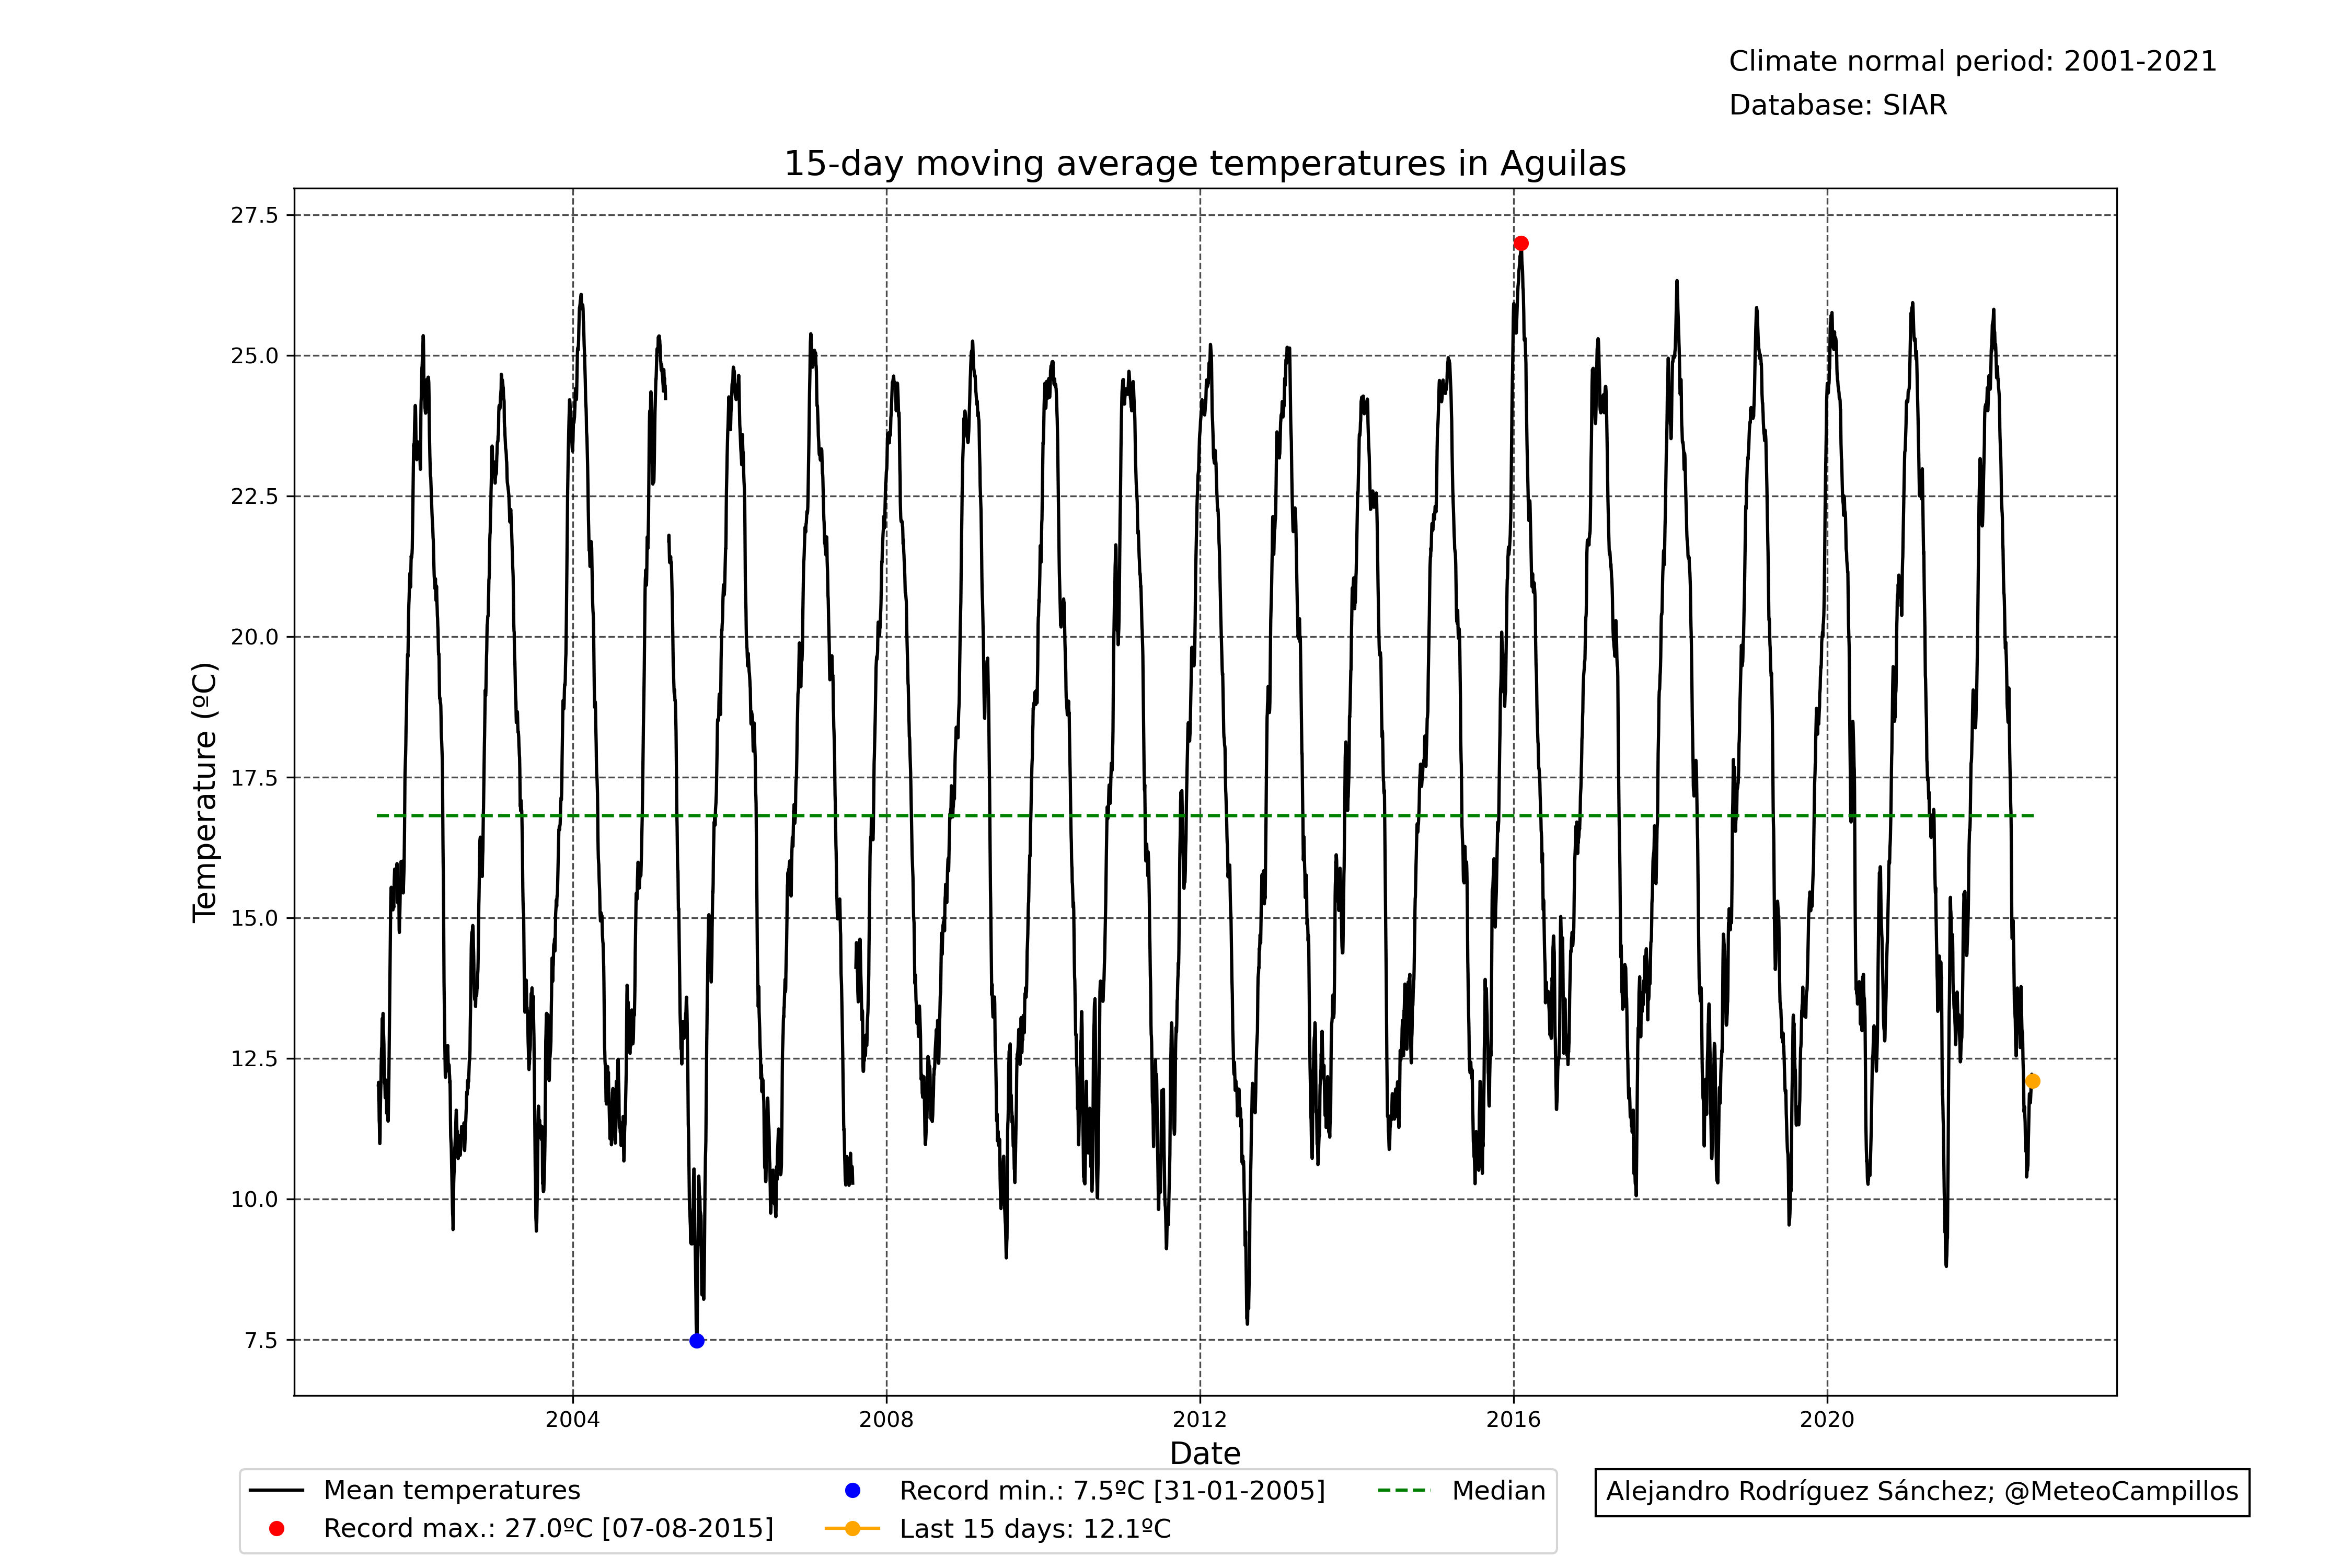 Climate normal period: 2001-2021
Database: SIAR
15-day moving average temperatures in Aguilas
27.5
25.0
22.5
20.0
17.5
15.0
12.5
10.0
7.5
Temperature (ºC)
2004 2008 2012 2016 2020
Date
Mean temperatures
Record max.: 27.0ºC [07-08-2015]
Record min.: 7.5ºC [31-01-2005]
Last 15 days: 12.1ºC
Median
Alejandro Rodríguez Sánchez; @MeteoCampillos